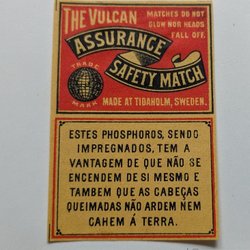 THE VULCAN
MATCHES DO NOT
GLOW NOR HEADS
FALL OFF.
ASSURANCE
SAFETY MATCH
TRADE
MARK
MADE AT TIDAHOLM, SWEDEN.
ESTES PHOSPHOROS, SENDO
IMPREGNADOS, TEM A
VANTAGEM DE QUE NÃO SE
ENCENDEM DE SI MESMO E
TAMBEM QUE AS CABEÇAS
QUEIMADAS NÃO ARDEM NEM
CAHEM Á TERRA.